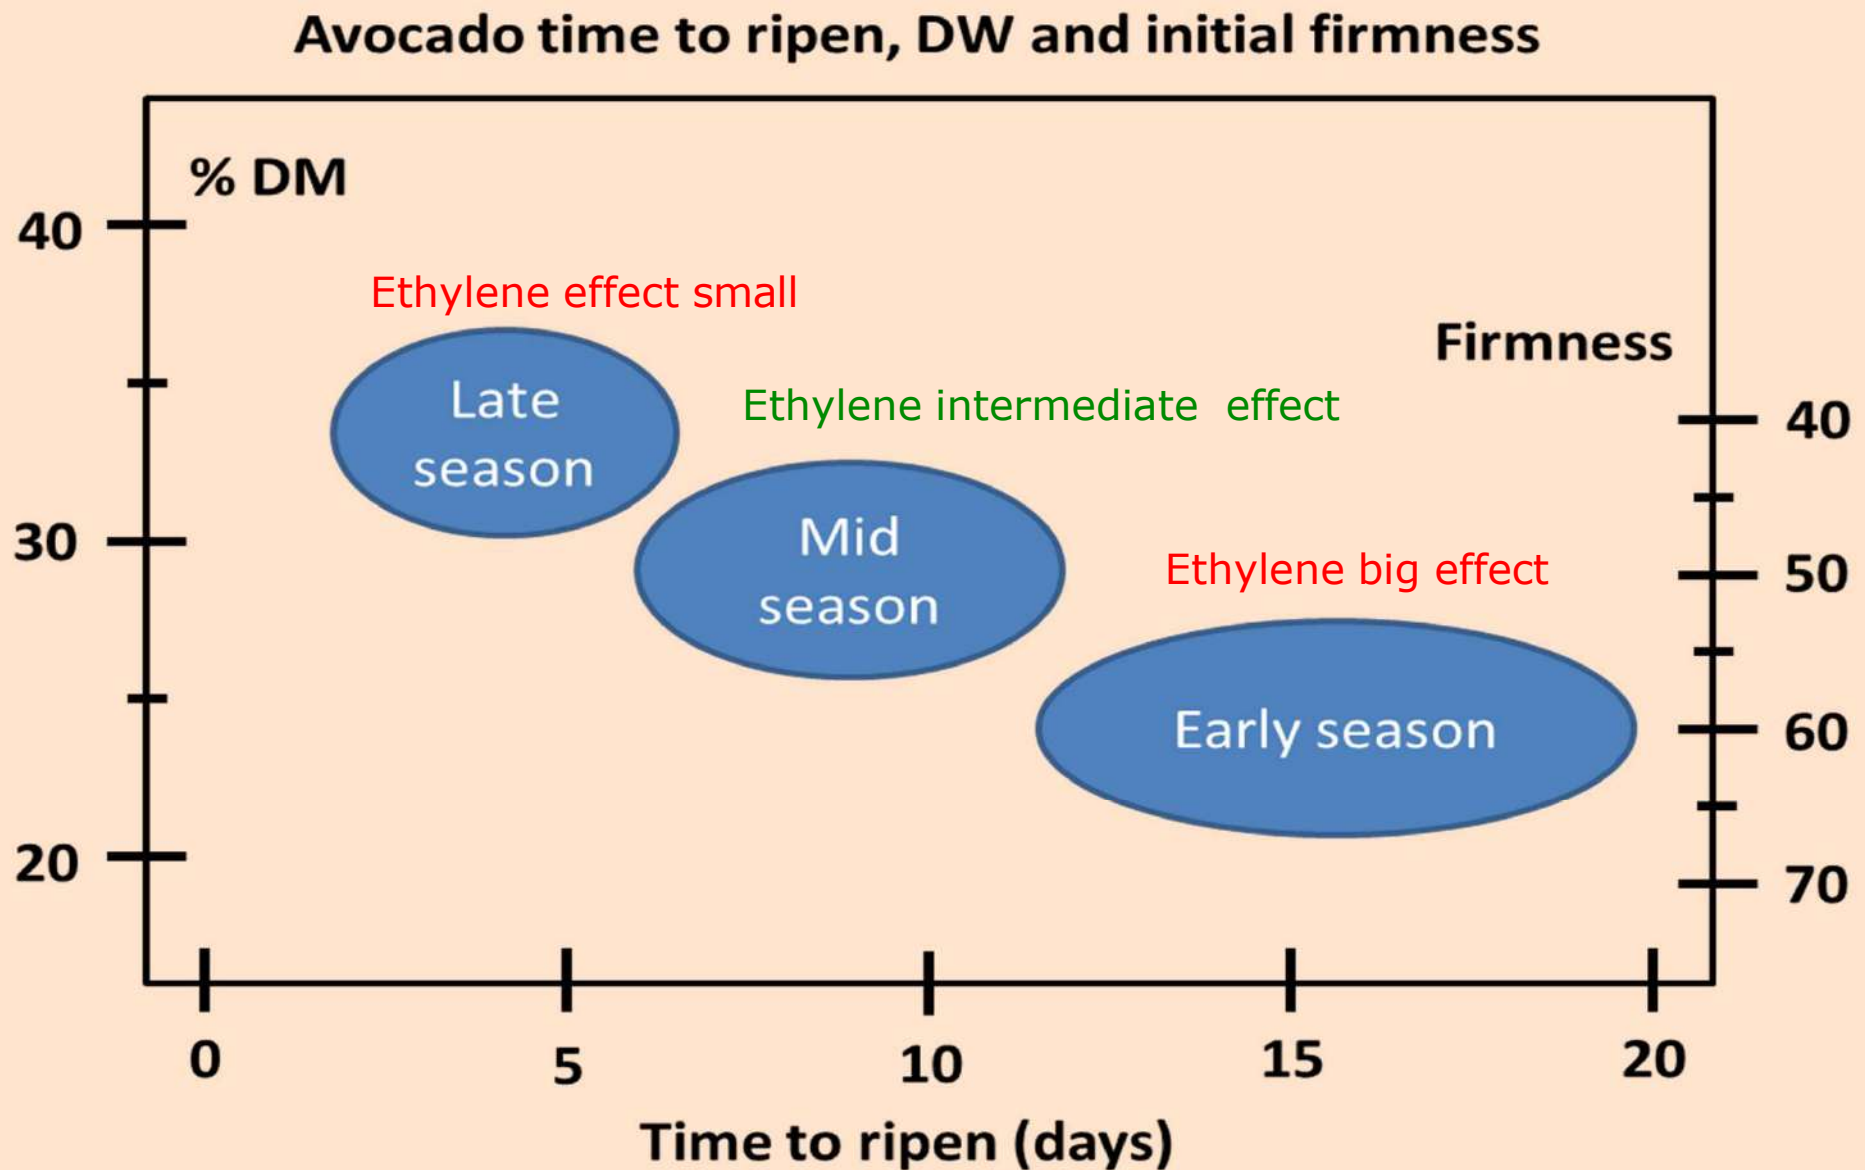 Avocado time to ripen, DW and initial firmness
% DM
40
30
20
Ethylene effect small
Late
season
Ethylene intermediate effect
Mid
season
Ethylene big effect
Early season
Firmness
40
50
60
70
0 5 10 15 20
Time to ripen (days)